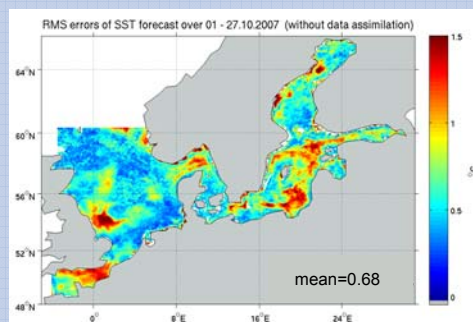 RMS errors of SST forecast over 01 - 27.10.2007 (without data assimilation)
1.5
64°N
60°N
1
56°N
°C
0.5
52°N
mean=0.68
0
48°N
0°
8°E
16°E
24°E